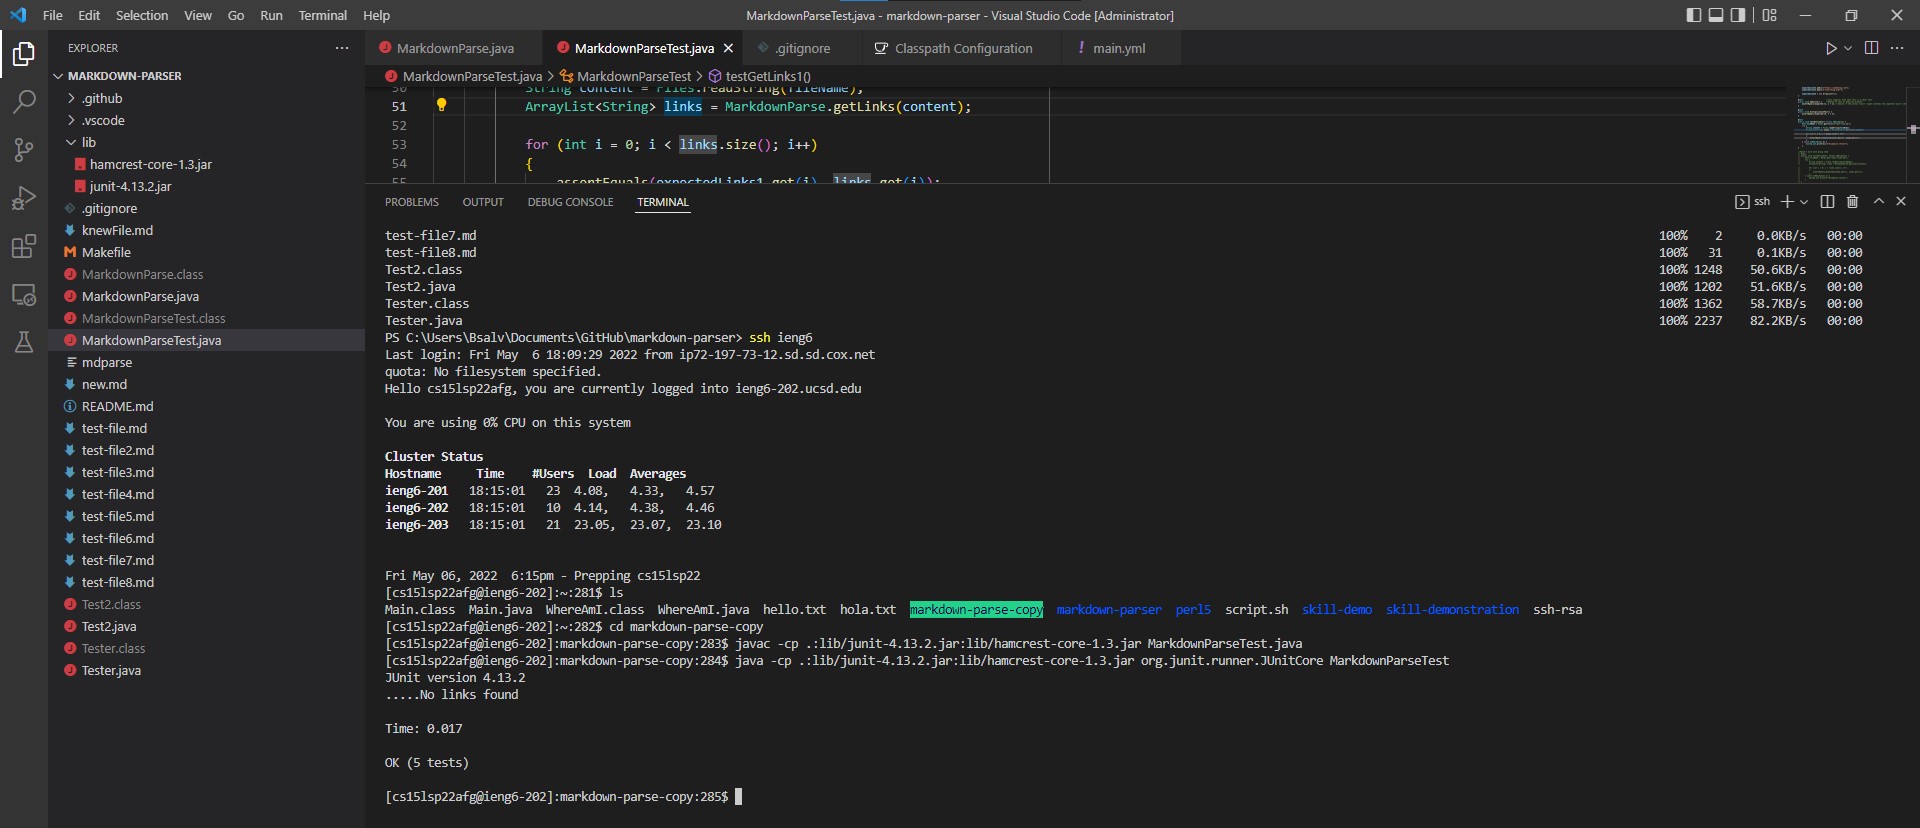 File Edit Selection View Go Run Terminal Help
MarkdownParseTest.java - markdown-parser - Visual Studio Code [Administrator]
EXPLORER
MARKDOWN-PARSER
.github
.vscode
lib
hamcrest-core-1.3.jar
junit-4.13.2.jar
.gitignore
knewFile.md
Makefile
MarkdownParse.class
MarkdownParse.java
MarkdownParseTest.class
MarkdownParseTest.java
mdparse
new.md
README.md
test-file.md
test-file2.md
test-file3.md
test-file4.md
test-file5.md
test-file6.md
test-file7.md
test-file8.md
Test2.class
Test2.java
Tester.class
Tester.java
MarkdownParse.java MarkdownParseTest.java .gitignore Classpath Configuration main.yml
MarkdownParseTest.java > MarkdownParseTest > testGetLinks1()
50 String content = Files.readString(fileName);
51 ArrayList<String> links = MarkdownParse.getLinks(content);
52
53 for (int i = 0; i < links.size(); i++)
54 {
55 assertEquals(expectedLinks1.get(i), links.get(i));
PROBLEMS OUTPUT DEBUG CONSOLE TERMINAL
ssh
test-file7.md 100% 2 0.0KB/s 00:00
test-file8.md 100% 31 0.1KB/s 00:00
Test2.class 100% 1248 50.6KB/s 00:00
Test2.java 100% 1202 51.6KB/s 00:00
Tester.class 100% 1362 58.7KB/s 00:00
Tester.java 100% 2237 82.2KB/s 00:00
PS C:\Users\Bsalv\Documents\GitHub\markdown-parser> ssh ieng6
Last login: Fri May  6 18:09:29 2022 from ip72-197-73-12.sd.sd.cox.net
quota: No filesystem specified.
Hello cs15lsp22afg, you are currently logged into ieng6-202.ucsd.edu
You are using 0% CPU on this system
Cluster Status
Hostname Time #Users Load Averages
ieng6-201 18:15:01 23 4.08, 4.33, 4.57
ieng6-202 18:15:01 10 4.14, 4.38, 4.46
ieng6-203 18:15:01 21 23.05, 23.07, 23.10
Fri May 06, 2022  6:15pm - Prepping cs15lsp22
[cs15lsp22afg@ieng6-202]:~:281$ ls
Main.class Main.java WhereAmI.class WhereAmI.java hello.txt hola.txt markdown-parse-copy markdown-parser perl5 script.sh skill-demo skill-demonstration ssh-rsa
[cs15lsp22afg@ieng6-202]:~:282$ cd markdown-parse-copy
[cs15lsp22afg@ieng6-202]:markdown-parse-copy:283$ javac -cp .:lib/junit-4.13.2.jar:lib/hamcrest-core-1.3.jar MarkdownParseTest.java
[cs15lsp22afg@ieng6-202]:markdown-parse-copy:284$ java -cp .:lib/junit-4.13.2.jar:lib/hamcrest-core-1.3.jar org.junit.runner.JUnitCore MarkdownParseTest
JUnit version 4.13.2
.....No links found
Time: 0.017
OK (5 tests)
[cs15lsp22afg@ieng6-202]:markdown-parse-copy:285$